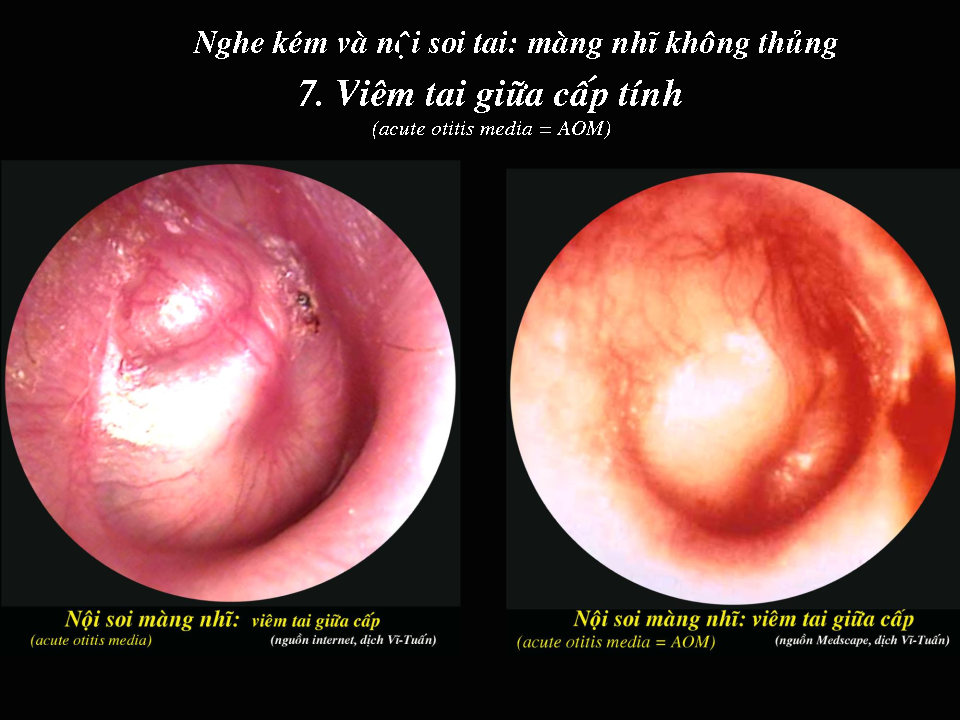 Nghe kém và nội soi tai: màng nhĩ không thủng
7. Viêm tai giữa cấp tính
(acute otitis media = AOM)
Nội soi màng nhĩ: viêm tai giữa cấp
(acute otitis media) (nguồn internet, dịch Vĩ-Tuấn)
Nội soi màng nhĩ: viêm tai giữa cấp
(acute otitis media = AOM) (nguồn Medscape, dịch Vĩ-Tuấn)